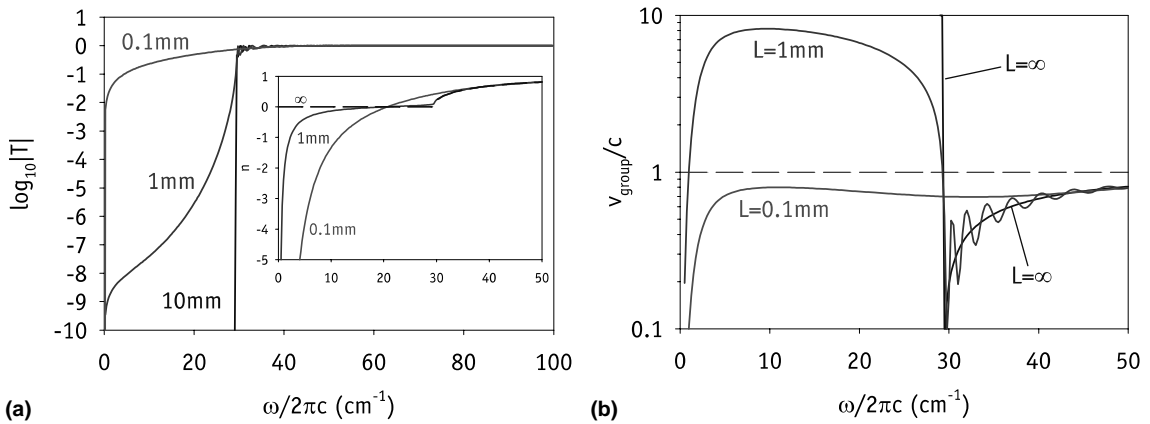 1
0
-1
-2
-3
-4
-5
-6
-7
-8
-9
-10
log₁₀|T|
0.1mm
1mm
10mm
1
0
-1
-2
-3
-4
-5
n
∞
1mm
0.1mm
0 10 20 30 40 50
0 20 40 60 80 100
ω/2πc (cm⁻¹)
(a)
10
1
0.1
v_group/c
L=1mm
L=∞
L=0.1mm
L=∞
0 10 20 30 40 50
ω/2πc (cm⁻¹)
(b)